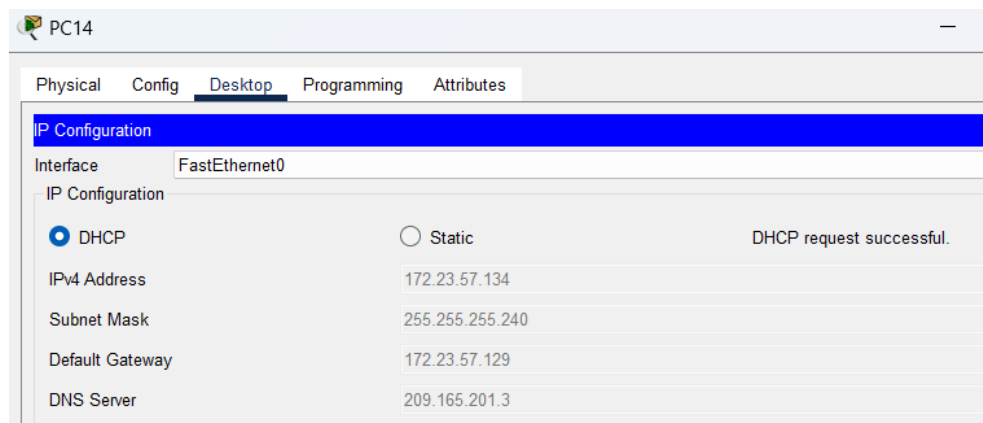 PC14
Physical Config Desktop Programming Attributes
IP Configuration
Interface FastEthernet0
IP Configuration
DHCP Static DHCP request successful.
IPv4 Address 172.23.57.134
Subnet Mask 255.255.255.240
Default Gateway 172.23.57.129
DNS Server 209.165.201.3